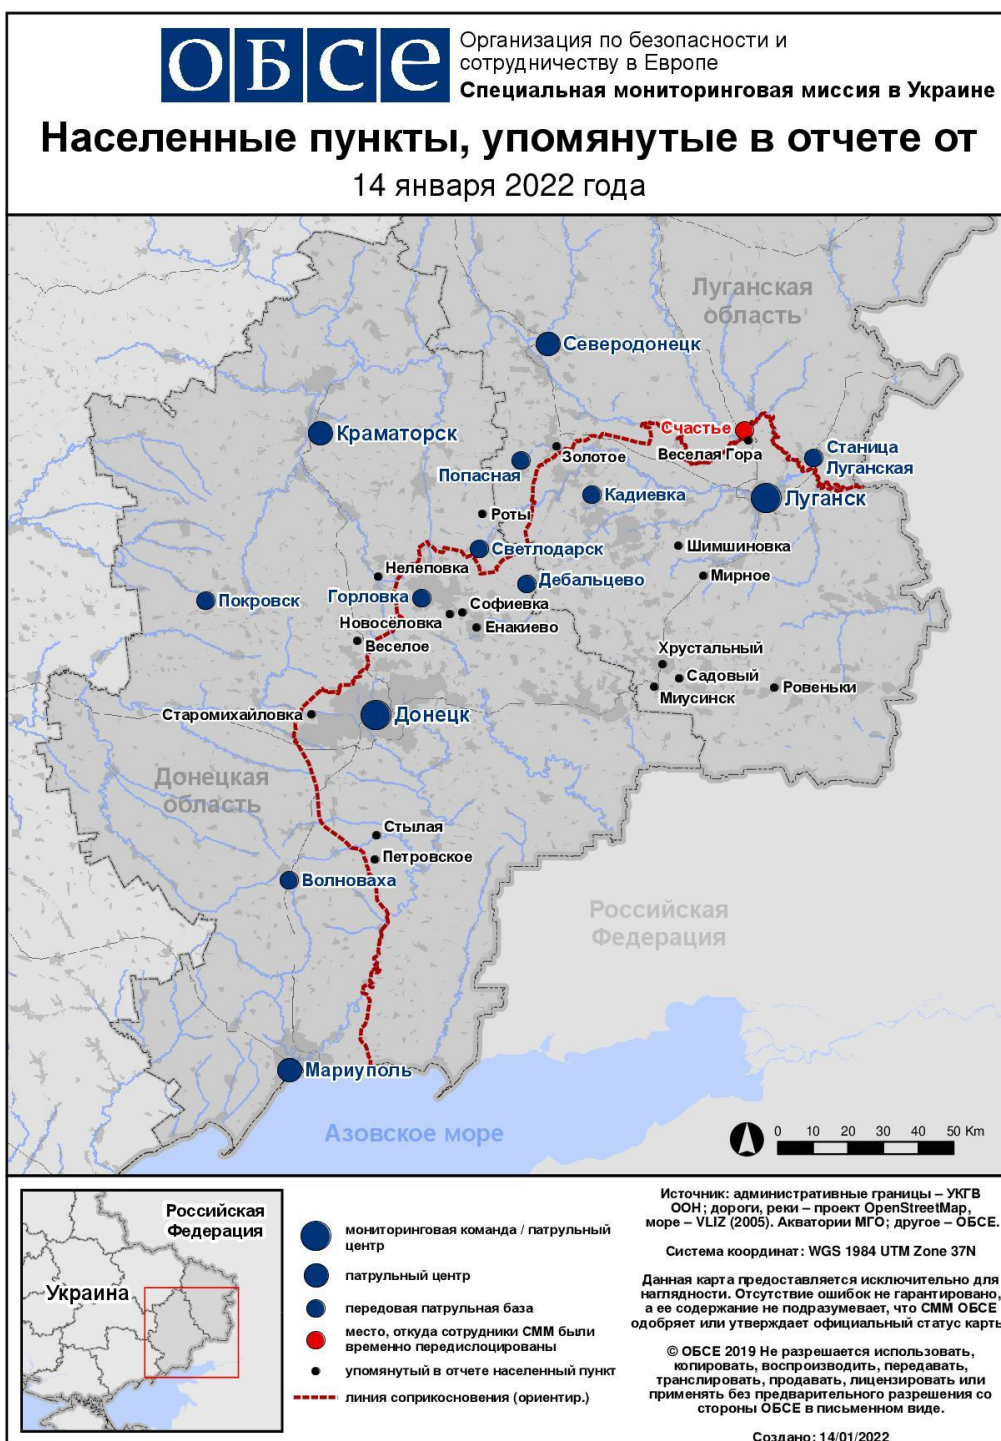 ОБСЕ
Организация по безопасности и
сотрудничеству в Европе
Специальная мониторинговая миссия в Украине
Населенные пункты, упомянутые в отчете от
14 января 2022 года
Луганская
область
Северодонецк
Счастье
Краматорск
Золотое
Веселая Гора
Станица
Луганская
Попасная
Кадиевка
Луганск
Роты
Светлодарск
Шимшиновка
Нелеповка
Дебальцево
Мирное
Покровск
Горловка
Софиевка
Новосёловка
Енакиево
Веселое
Хрустальный
Садовый
Миусинск
Ровеньки
Старомихайловка
Донецк
Донецкая
область
Стылая
Петровское
Волноваха
Российская
Федерация
Мариуполь
Азовское море
0 10 20 30 40 50 Km
Российская
Федерация
Украина
мониторинговая команда / патрульный
центр
патрульный центр
передовая патрульная база
место, откуда сотрудники СММ были
временно передислоцированы
упомянутый в отчете населенный пункт
линия соприкосновения (ориентир.)
Источник: административные границы – УКГВ
ООН; дороги, реки – проект OpenStreetMap,
море – VLIZ (2005). Акватории МГО; другое – ОБСЕ.
Система координат: WGS 1984 UTM Zone 37N
Данная карта предоставляется исключительно для
наглядности. Отсутствие ошибок не гарантировано,
а ее содержание не подразумевает, что СММ ОБСЕ
одобряет или утверждает официальный статус карты
© ОБСЕ 2019 Не разрешается использовать,
копировать, воспроизводить, передавать,
транслировать, продавать, лицензировать или
применять без предварительного разрешения со
стороны ОБСЕ в письменном виде.
Создано: 14/01/2022